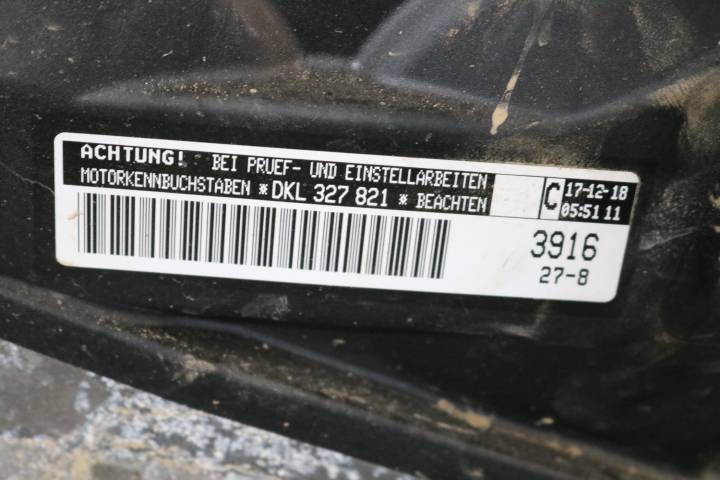 ACHTUNG! BEI PRUEF- UND EINSTELLARBEITEN
MOTORKENNBUCHSTABEN *DKL 327 821 * BEACHTEN
C 17-12-18
05:51 11
3916
27-8